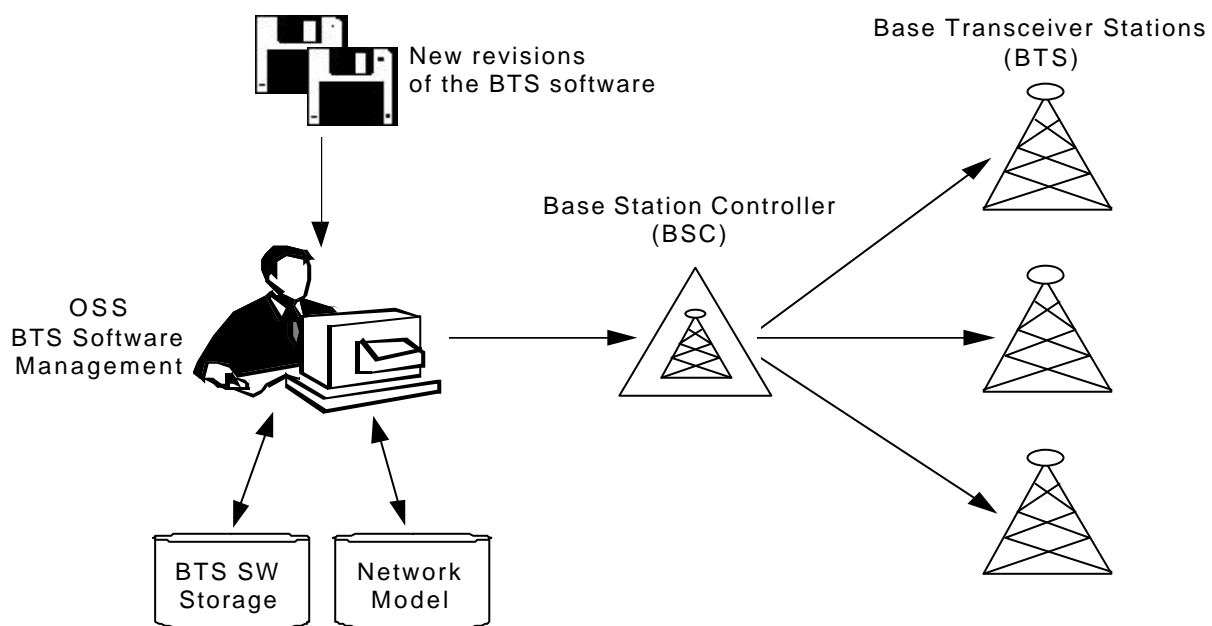 New revisions
of the BTS software
Base Transceiver Stations
(BTS)
Base Station Controller
(BSC)
OSS
BTS Software
Management
BTS SW
Storage
Network
Model